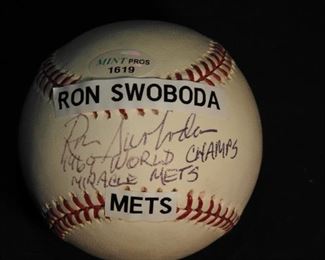 MINT PROS
1619
RON SWOBODA
Ron Swoboda
1969 WORLD CHAMPS
MIRACLE METS
METS